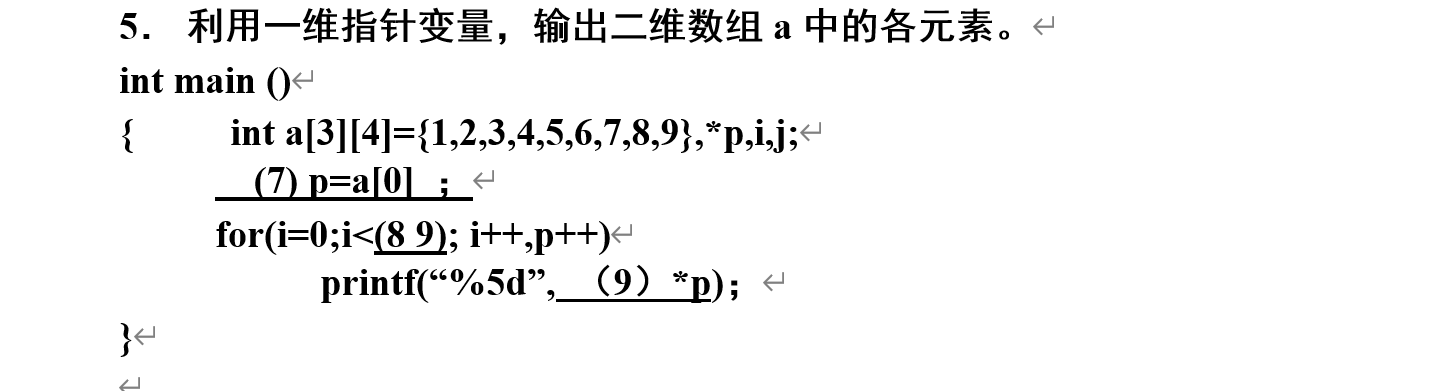 5． 利用一维指针变量，输出二维数组 a 中的各元素。
int main ()
{ int a[3][4]={1,2,3,4,5,6,7,8,9},*p,i,j;
(7) p=a[0] ；
for(i=0;i<(8 9); i++,p++)
printf(“%5d”, （9）*p)；
}